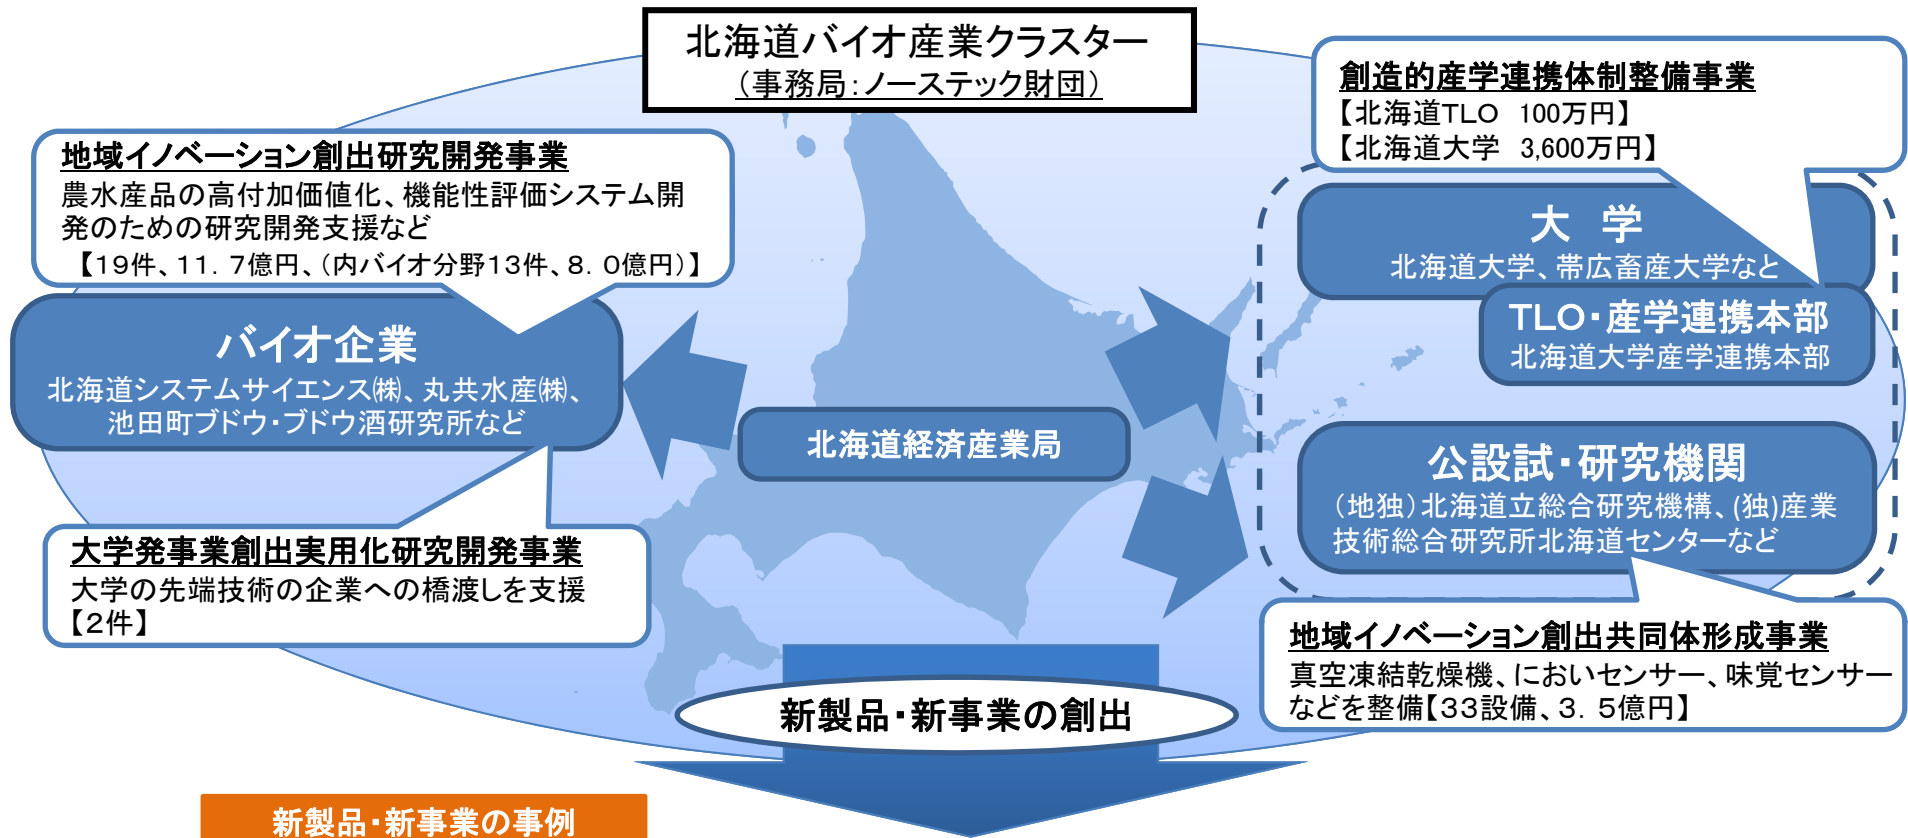 北海道バイオ産業クラスター
（事務局：ノーステック財団）
創造的産学連携体制整備事業
【北海道TLO　100万円】
【北海道大学　3,600万円】
地域イノベーション創出研究開発事業
農水産品の高付加価値化、機能性評価システム開
発のための研究開発支援など
【19件、11．7億円、（内バイオ分野13件、8．0億円）】
大　学
北海道大学、帯広畜産大学など
TLO・産学連携本部
北海道大学産学連携本部
バイオ企業
北海道システムサイエンス㈱、丸共水産㈱、
池田町ブドウ・ブドウ酒研究所など
北海道経済産業局
公設試・研究機関
（地独）北海道立総合研究機構、(独)産業
技術総合研究所北海道センターなど
大学発事業創出実用化研究開発事業
大学の先端技術の企業への橋渡しを支援
【2件】
地域イノベーション創出共同体形成事業
真空凍結乾燥機、においセンサー、味覚センサー
などを整備【33設備、3．5億円】
新製品・新事業の創出
新製品・新事業の事例